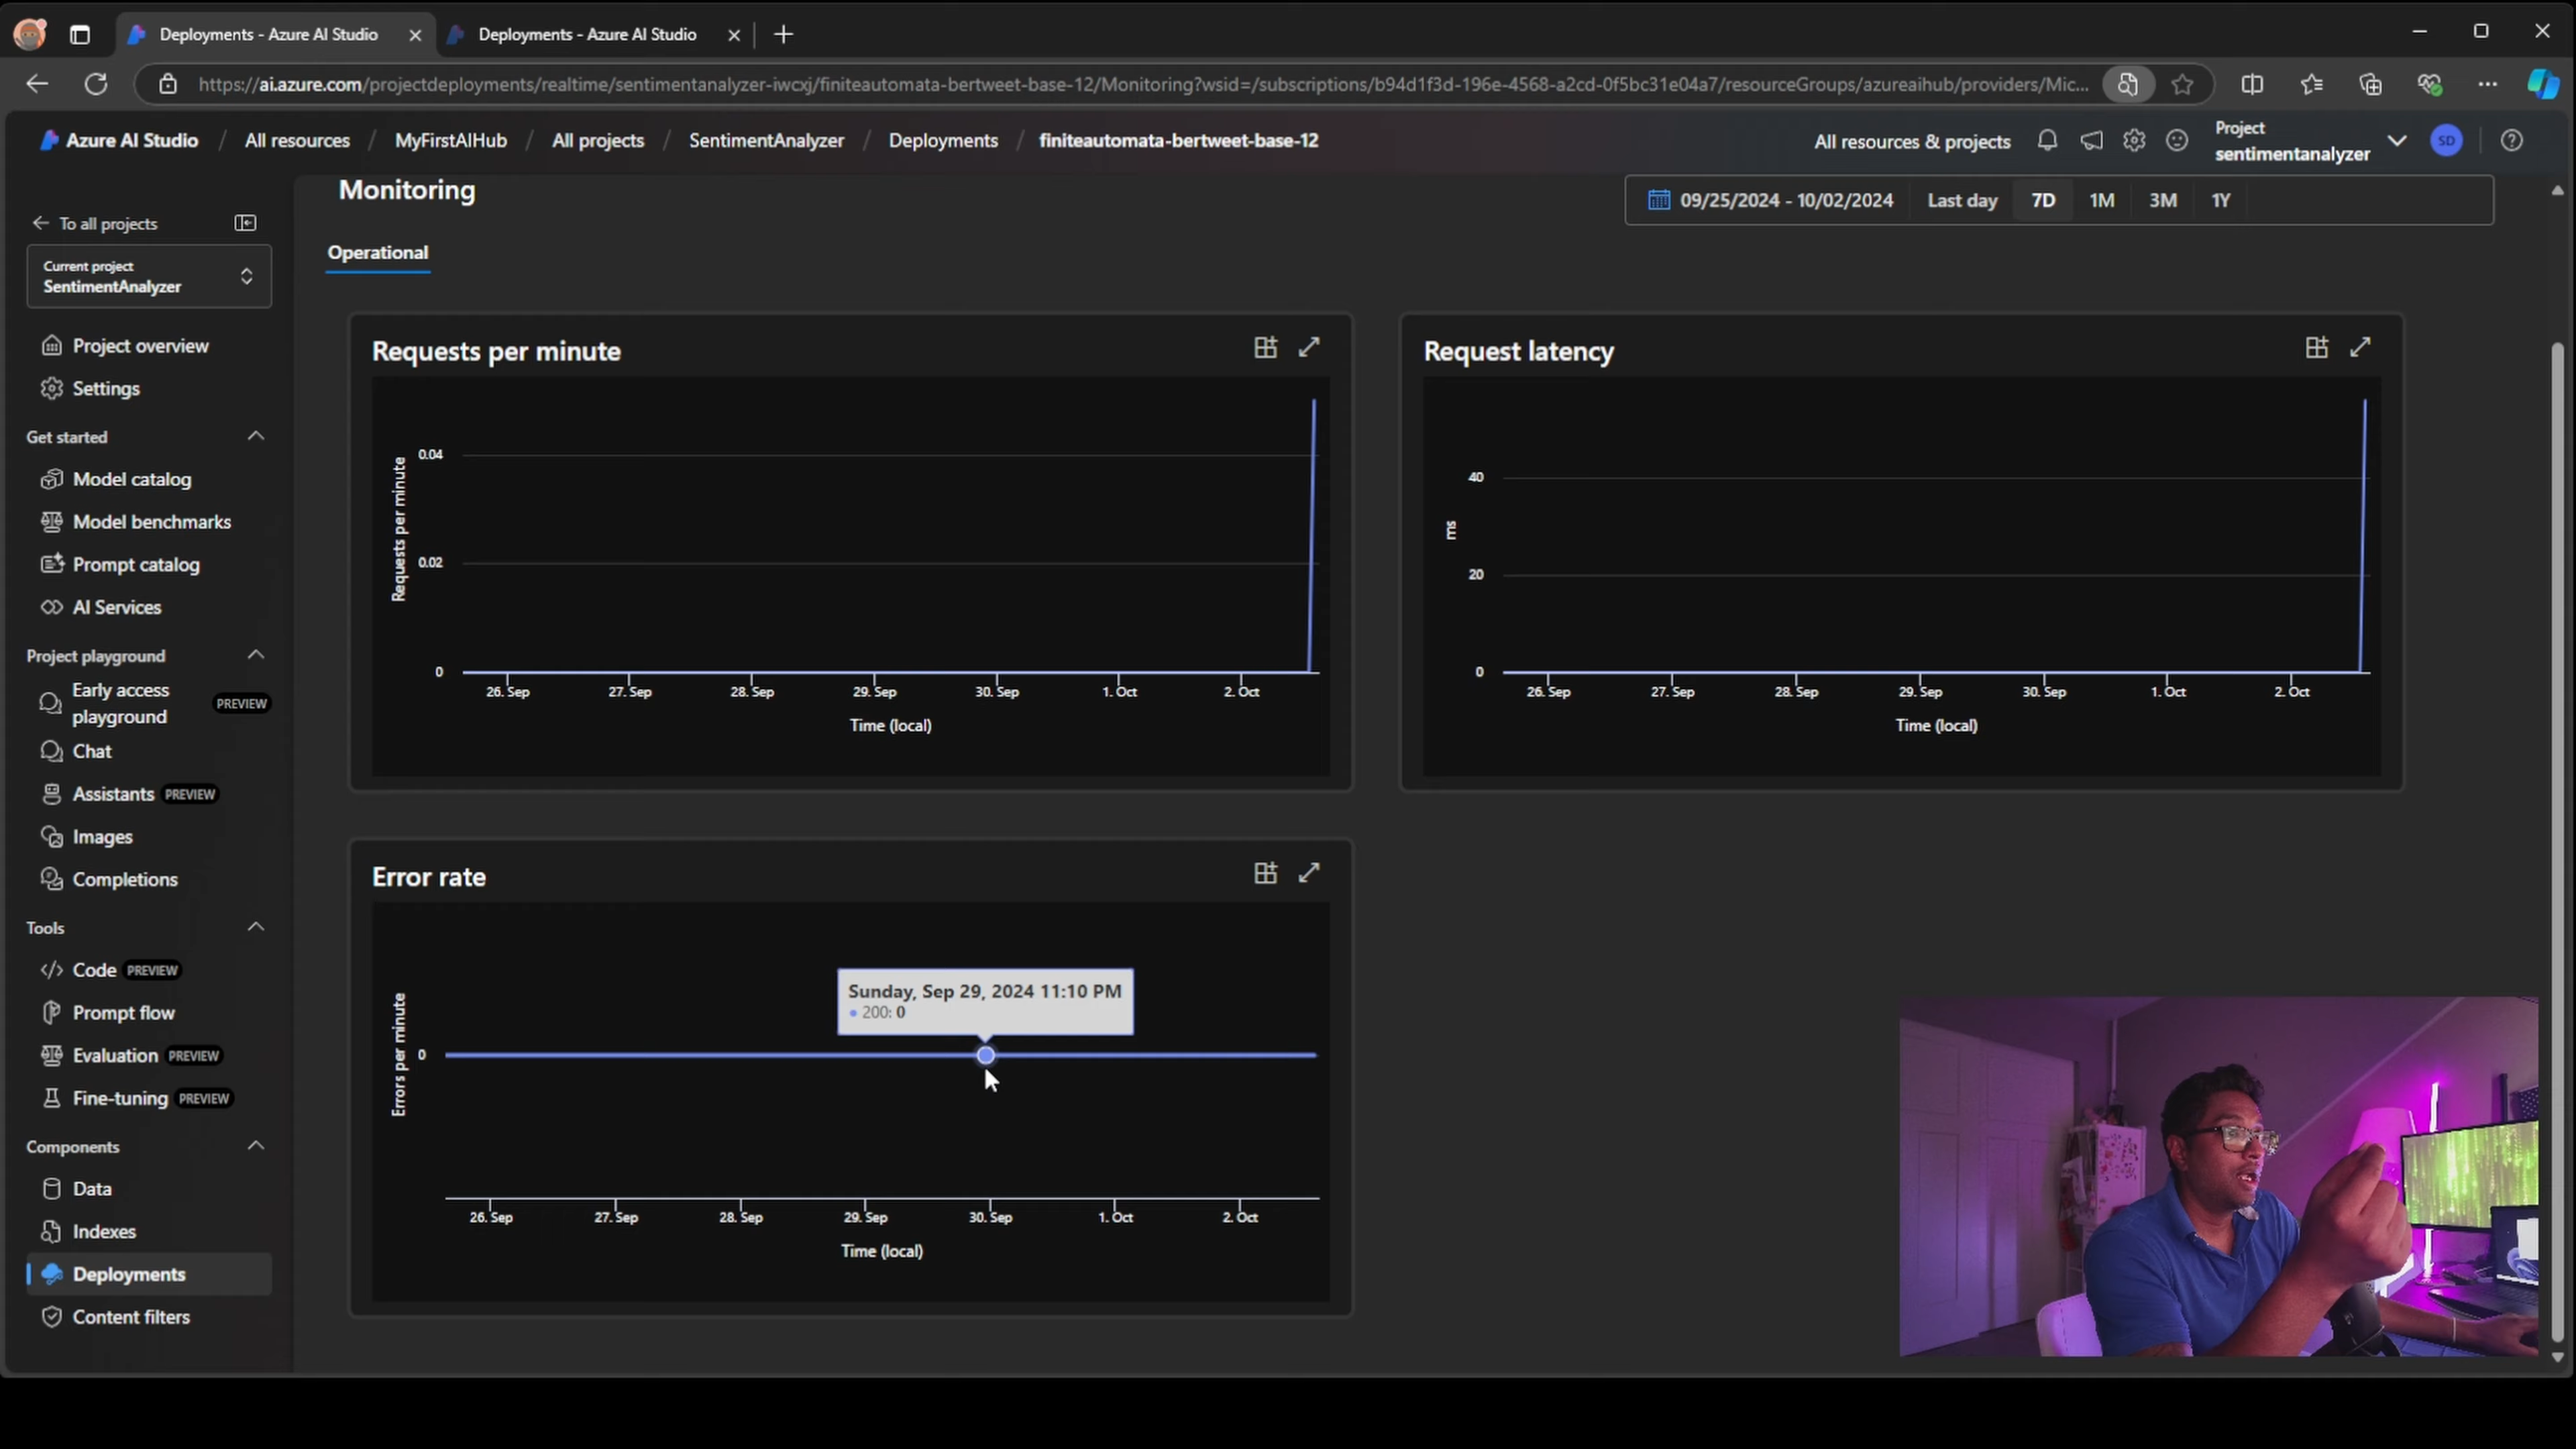 Deployments - Azure AI Studio
Deployments - Azure AI Studio
https://ai.azure.com/projectdeployments/realtime/sentimentanalyzer-iwcxj/finiteautomata-bertweet-base-12/Monitoring?wsid=/subscriptions/b94d1f3d-196e-4568-a2cd-0f5bc31e04a7/resourceGroups/azureaihub/providers/Mic...
Azure AI Studio / All resources / MyFirstAIHub / All projects / SentimentAnalyzer / Deployments / finiteautomata-bertweet-base-12
All resources & projects
Project
sentimentanalyzer
SD
To all projects
Current project
SentimentAnalyzer
Project overview
Settings
Get started
Model catalog
Model benchmarks
Prompt catalog
AI Services
Project playground
Early access
playground
PREVIEW
Chat
Assistants PREVIEW
Images
Completions
Tools
Code PREVIEW
Prompt flow
Evaluation PREVIEW
Fine-tuning PREVIEW
Components
Data
Indexes
Deployments
Content filters
Monitoring
09/25/2024 - 10/02/2024 Last day 7D 1M 3M 1Y
Operational
Requests per minute
Requests per minute
0.04
0.02
0
26. Sep 27. Sep 28. Sep 29. Sep 30. Sep 1. Oct 2. Oct
Time (local)
Request latency
ms
40
20
0
26. Sep 27. Sep 28. Sep 29. Sep 30. Sep 1. Oct 2. Oct
Time (local)
Error rate
Errors per minute
Sunday, Sep 29, 2024 11:10 PM
200: 0
0
26. Sep 27. Sep 28. Sep 29. Sep 30. Sep 1. Oct 2. Oct
Time (local)